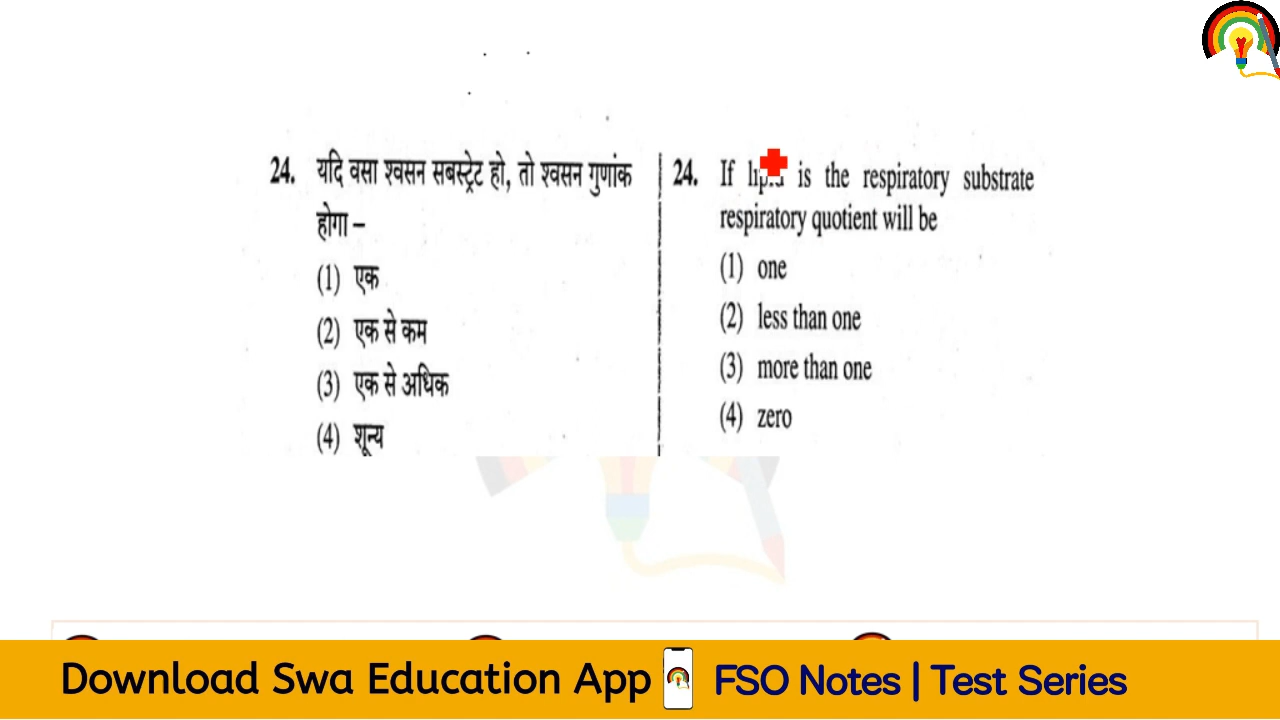 24. यदि वसा श्वसन सबस्ट्रेट हो, तो श्वसन गुणांक
होगा –
(1) एक
(2) एक से कम
(3) एक से अधिक
(4) शून्य
24. If lipid is the respiratory substrate
respiratory quotient will be
(1) one
(2) less than one
(3) more than one
(4) zero
Download Swa Education App FSO Notes | Test Series